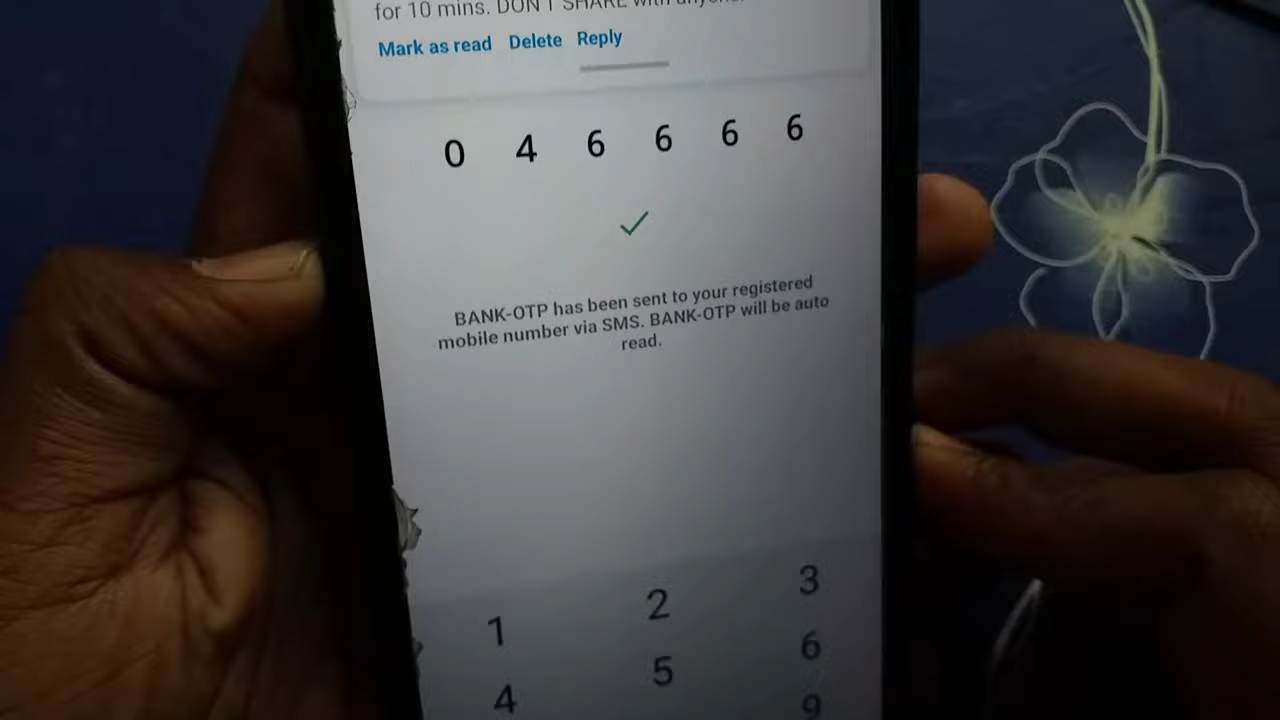 for 10 mins. DON'T SHARE with anyone.
Mark as read Delete Reply
0 4 6 6 6 6
BANK-OTP has been sent to your registered
mobile number via SMS. BANK-OTP will be auto
read.
1 2 3
4 5 6
9